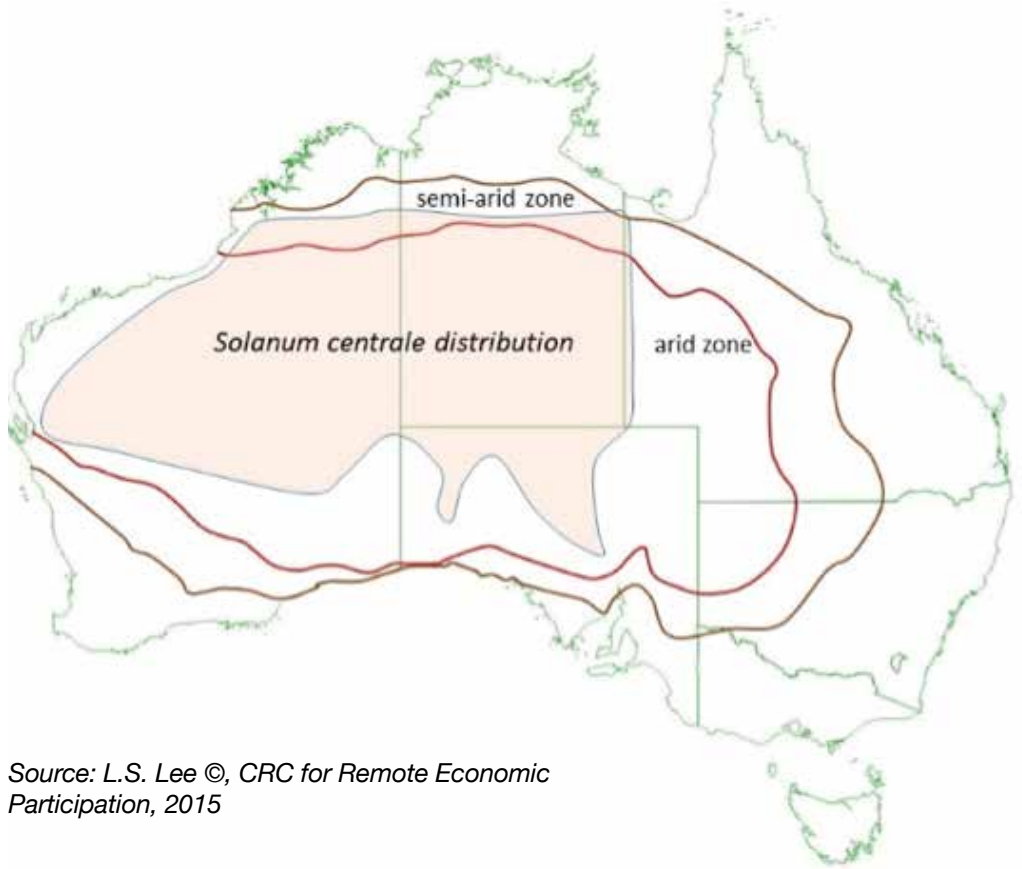 semi-arid zone
Solanum centrale distribution
arid zone
Source: L.S. Lee ©, CRC for Remote Economic
Participation, 2015